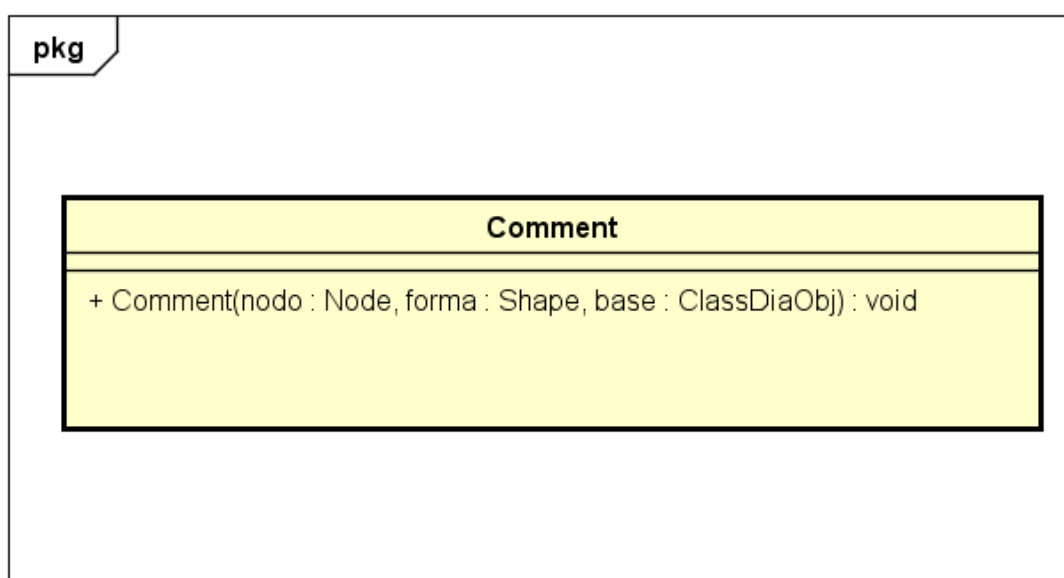 pkg
Comment
+ Comment(nodo : Node, forma : Shape, base : ClassDiaObj) : void